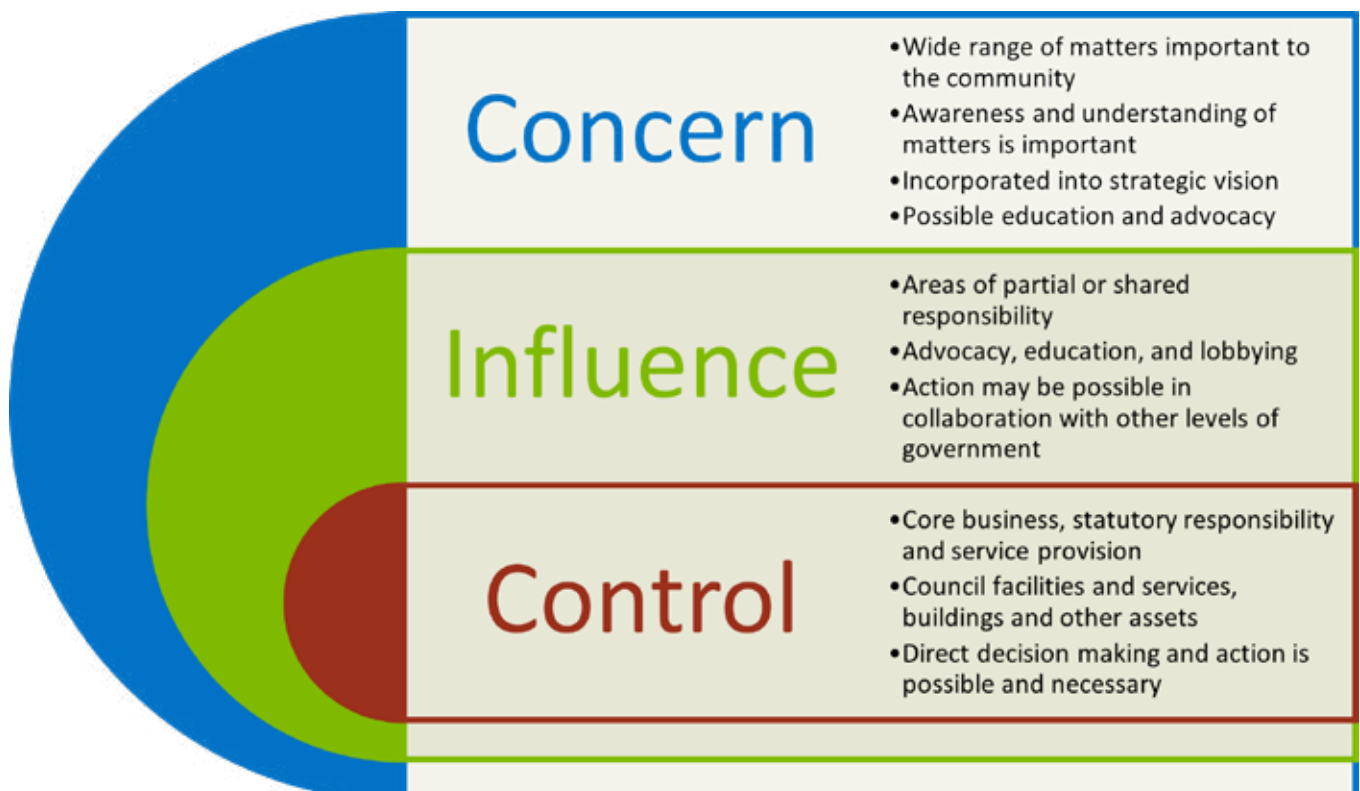 Concern
•Wide range of matters important to
the community
•Awareness and understanding of
matters is important
•Incorporated into strategic vision
•Possible education and advocacy
Influence
•Areas of partial or shared
responsibility
•Advocacy, education, and lobbying
•Action may be possible in
collaboration with other levels of
government
Control
•Core business, statutory responsibility
and service provision
•Council facilities and services,
buildings and other assets
•Direct decision making and action is
possible and necessary